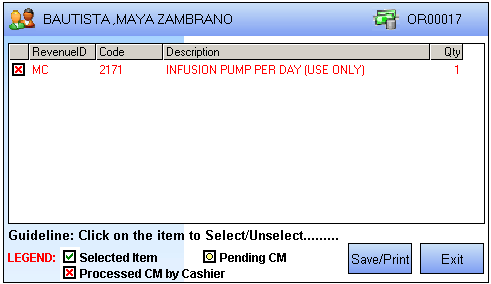 BAUTISTA ,MAYA ZAMBRANO OR00017
RevenueID Code Description Qty
MC 2171 INFUSION PUMP PER DAY (USE ONLY) 1
Guideline: Click on the item to Select/Unselect.........
LEGEND: Selected Item Pending CM
Processed CM by Cashier
Save/Print Exit